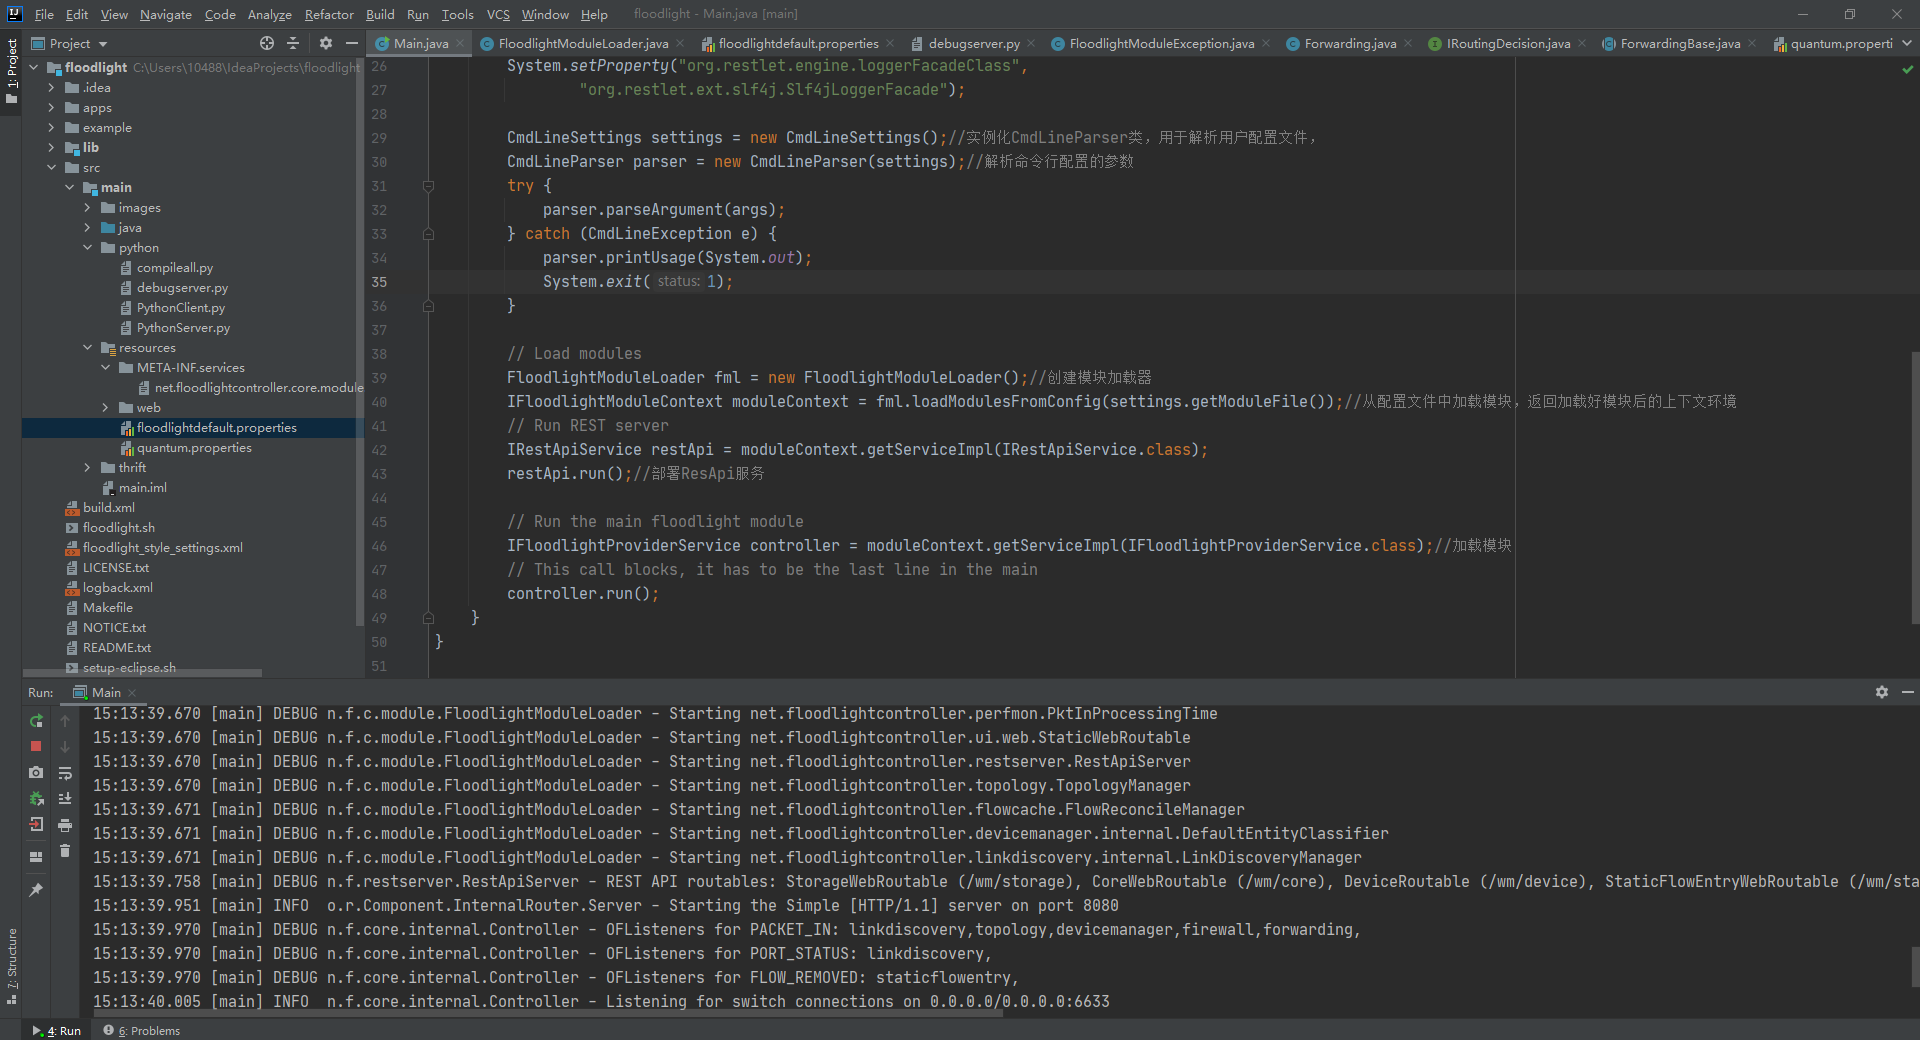 File Edit View Navigate Code Analyze Refactor Build Run Tools VCS Window Help floodlight - Main.java [main]
Project
Main.java FloodlightModuleLoader.java floodlightdefault.properties debugserver.py FloodlightModuleException.java Forwarding.java IRoutingDecision.java ForwardingBase.java quantum.properti
1: Project
floodlight C:\Users\10488\IdeaProjects\floodlight
.idea
apps
example
lib
src
main
images
java
python
compileall.py
debugserver.py
PythonClient.py
PythonServer.py
resources
META-INF.services
net.floodlightcontroller.core.module
web
floodlightdefault.properties
quantum.properties
thrift
main.iml
build.xml
floodlight.sh
floodlight_style_settings.xml
LICENSE.txt
logback.xml
Makefile
NOTICE.txt
README.txt
setup-eclipse.sh
26 System.setProperty("org.restlet.engine.loggerFacadeClass",
27 "org.restlet.ext.slf4j.Slf4jLoggerFacade");
28
29 CmdLineSettings settings = new CmdLineSettings();//实例化CmdLineParser类，用于解析用户配置文件，
30 CmdLineParser parser = new CmdLineParser(settings);//解析命令行配置的参数
31 try {
32 parser.parseArgument(args);
33 } catch (CmdLineException e) {
34 parser.printUsage(System.out);
35 System.exit( status: 1);
36 }
37
38 // Load modules
39 FloodlightModuleLoader fml = new FloodlightModuleLoader();//创建模块加载器
40 IFloodlightModuleContext moduleContext = fml.loadModulesFromConfig(settings.getModuleFile());//从配置文件中加载模块，返回加载好模块后的上下文环境
41 // Run REST server
42 IRestApiService restApi = moduleContext.getServiceImpl(IRestApiService.class);
43 restApi.run();//部署ResApi服务
44
45 // Run the main floodlight module
46 IFloodlightProviderService controller = moduleContext.getServiceImpl(IFloodlightProviderService.class);//加载模块
47 // This call blocks, it has to be the last line in the main
48 controller.run();
49 }
50 }
51
Run: Main
15:13:39.670 [main] DEBUG n.f.c.module.FloodlightModuleLoader - Starting net.floodlightcontroller.perfmon.PktInProcessingTime
15:13:39.670 [main] DEBUG n.f.c.module.FloodlightModuleLoader - Starting net.floodlightcontroller.ui.web.StaticWebRoutable
15:13:39.670 [main] DEBUG n.f.c.module.FloodlightModuleLoader - Starting net.floodlightcontroller.restserver.RestApiServer
15:13:39.670 [main] DEBUG n.f.c.module.FloodlightModuleLoader - Starting net.floodlightcontroller.topology.TopologyManager
15:13:39.671 [main] DEBUG n.f.c.module.FloodlightModuleLoader - Starting net.floodlightcontroller.flowcache.FlowReconcileManager
15:13:39.671 [main] DEBUG n.f.c.module.FloodlightModuleLoader - Starting net.floodlightcontroller.devicemanager.internal.DefaultEntityClassifier
15:13:39.671 [main] DEBUG n.f.c.module.FloodlightModuleLoader - Starting net.floodlightcontroller.linkdiscovery.internal.LinkDiscoveryManager
15:13:39.758 [main] DEBUG n.f.restserver.RestApiServer - REST API routables: StorageWebRoutable (/wm/storage), CoreWebRoutable (/wm/core), DeviceRoutable (/wm/device), StaticFlowEntryWebRoutable (/wm/sta
15:13:39.951 [main] INFO o.r.Component.InternalRouter.Server - Starting the Simple [HTTP/1.1] server on port 8080
15:13:39.970 [main] DEBUG n.f.core.internal.Controller - OFListeners for PACKET_IN: linkdiscovery,topology,devicemanager,firewall,forwarding,
15:13:39.970 [main] DEBUG n.f.core.internal.Controller - OFListeners for PORT_STATUS: linkdiscovery,
15:13:39.970 [main] DEBUG n.f.core.internal.Controller - OFListeners for FLOW_REMOVED: staticflowentry,
15:13:40.005 [main] INFO n.f.core.internal.Controller - Listening for switch connections on 0.0.0.0/0.0.0.0:6633
7: Structure
4: Run 6: Problems